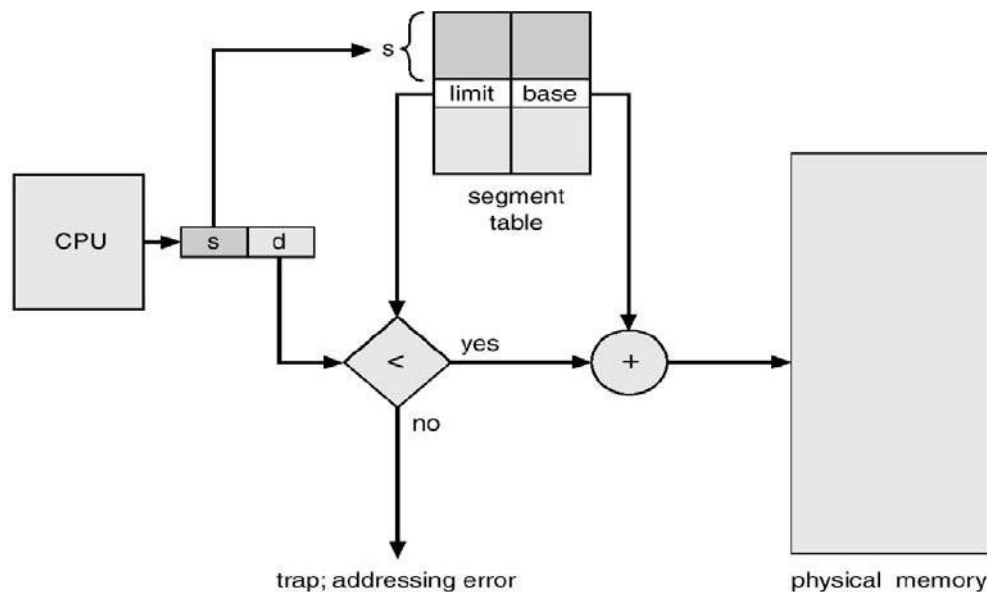 s
limit base
segment
table
CPU
s d
<
yes
+
no
trap; addressing error
physical memory